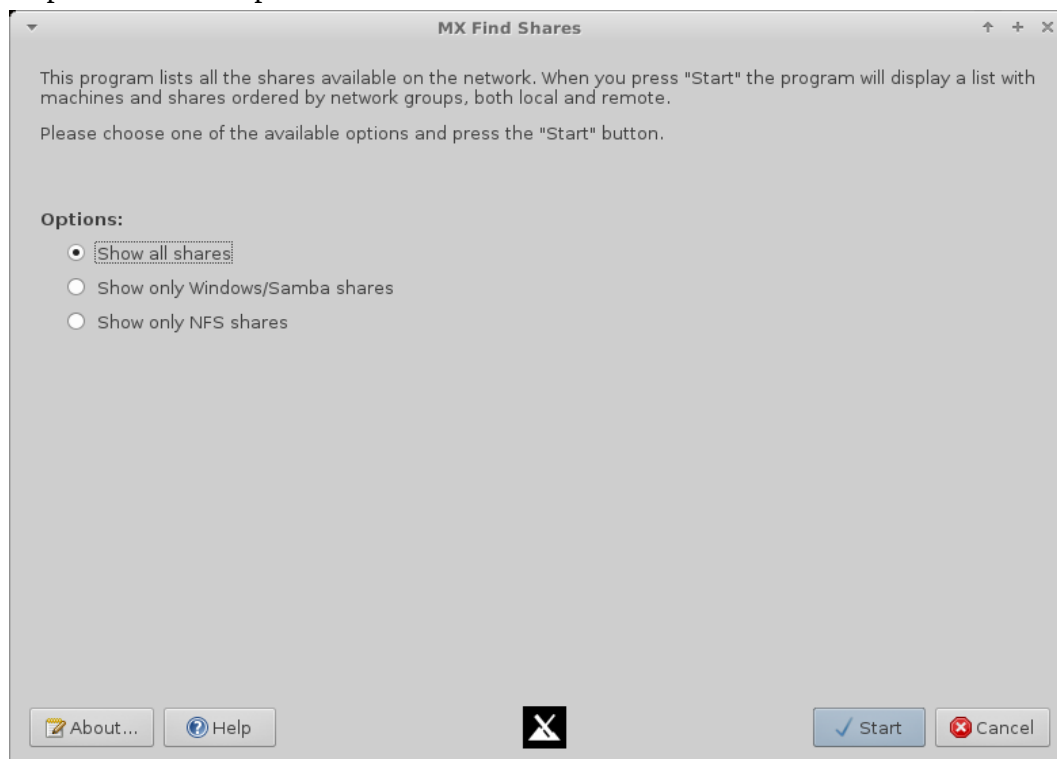 MX Find Shares
This program lists all the shares available on the network. When you press "Start" the program will display a list with
machines and shares ordered by network groups, both local and remote.
Please choose one of the available options and press the "Start" button.
Options:
Show all shares
Show only Windows/Samba shares
Show only NFS shares
About... Help Start Cancel